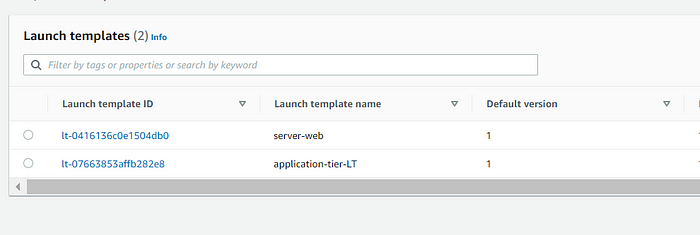 Launch templates (2) Info
Filter by tags or properties or search by keyword
Launch template ID Launch template name Default version
lt-0416136c0e1504db0 server-web 1
lt-07663853affb282e8 application-tier-LT 1